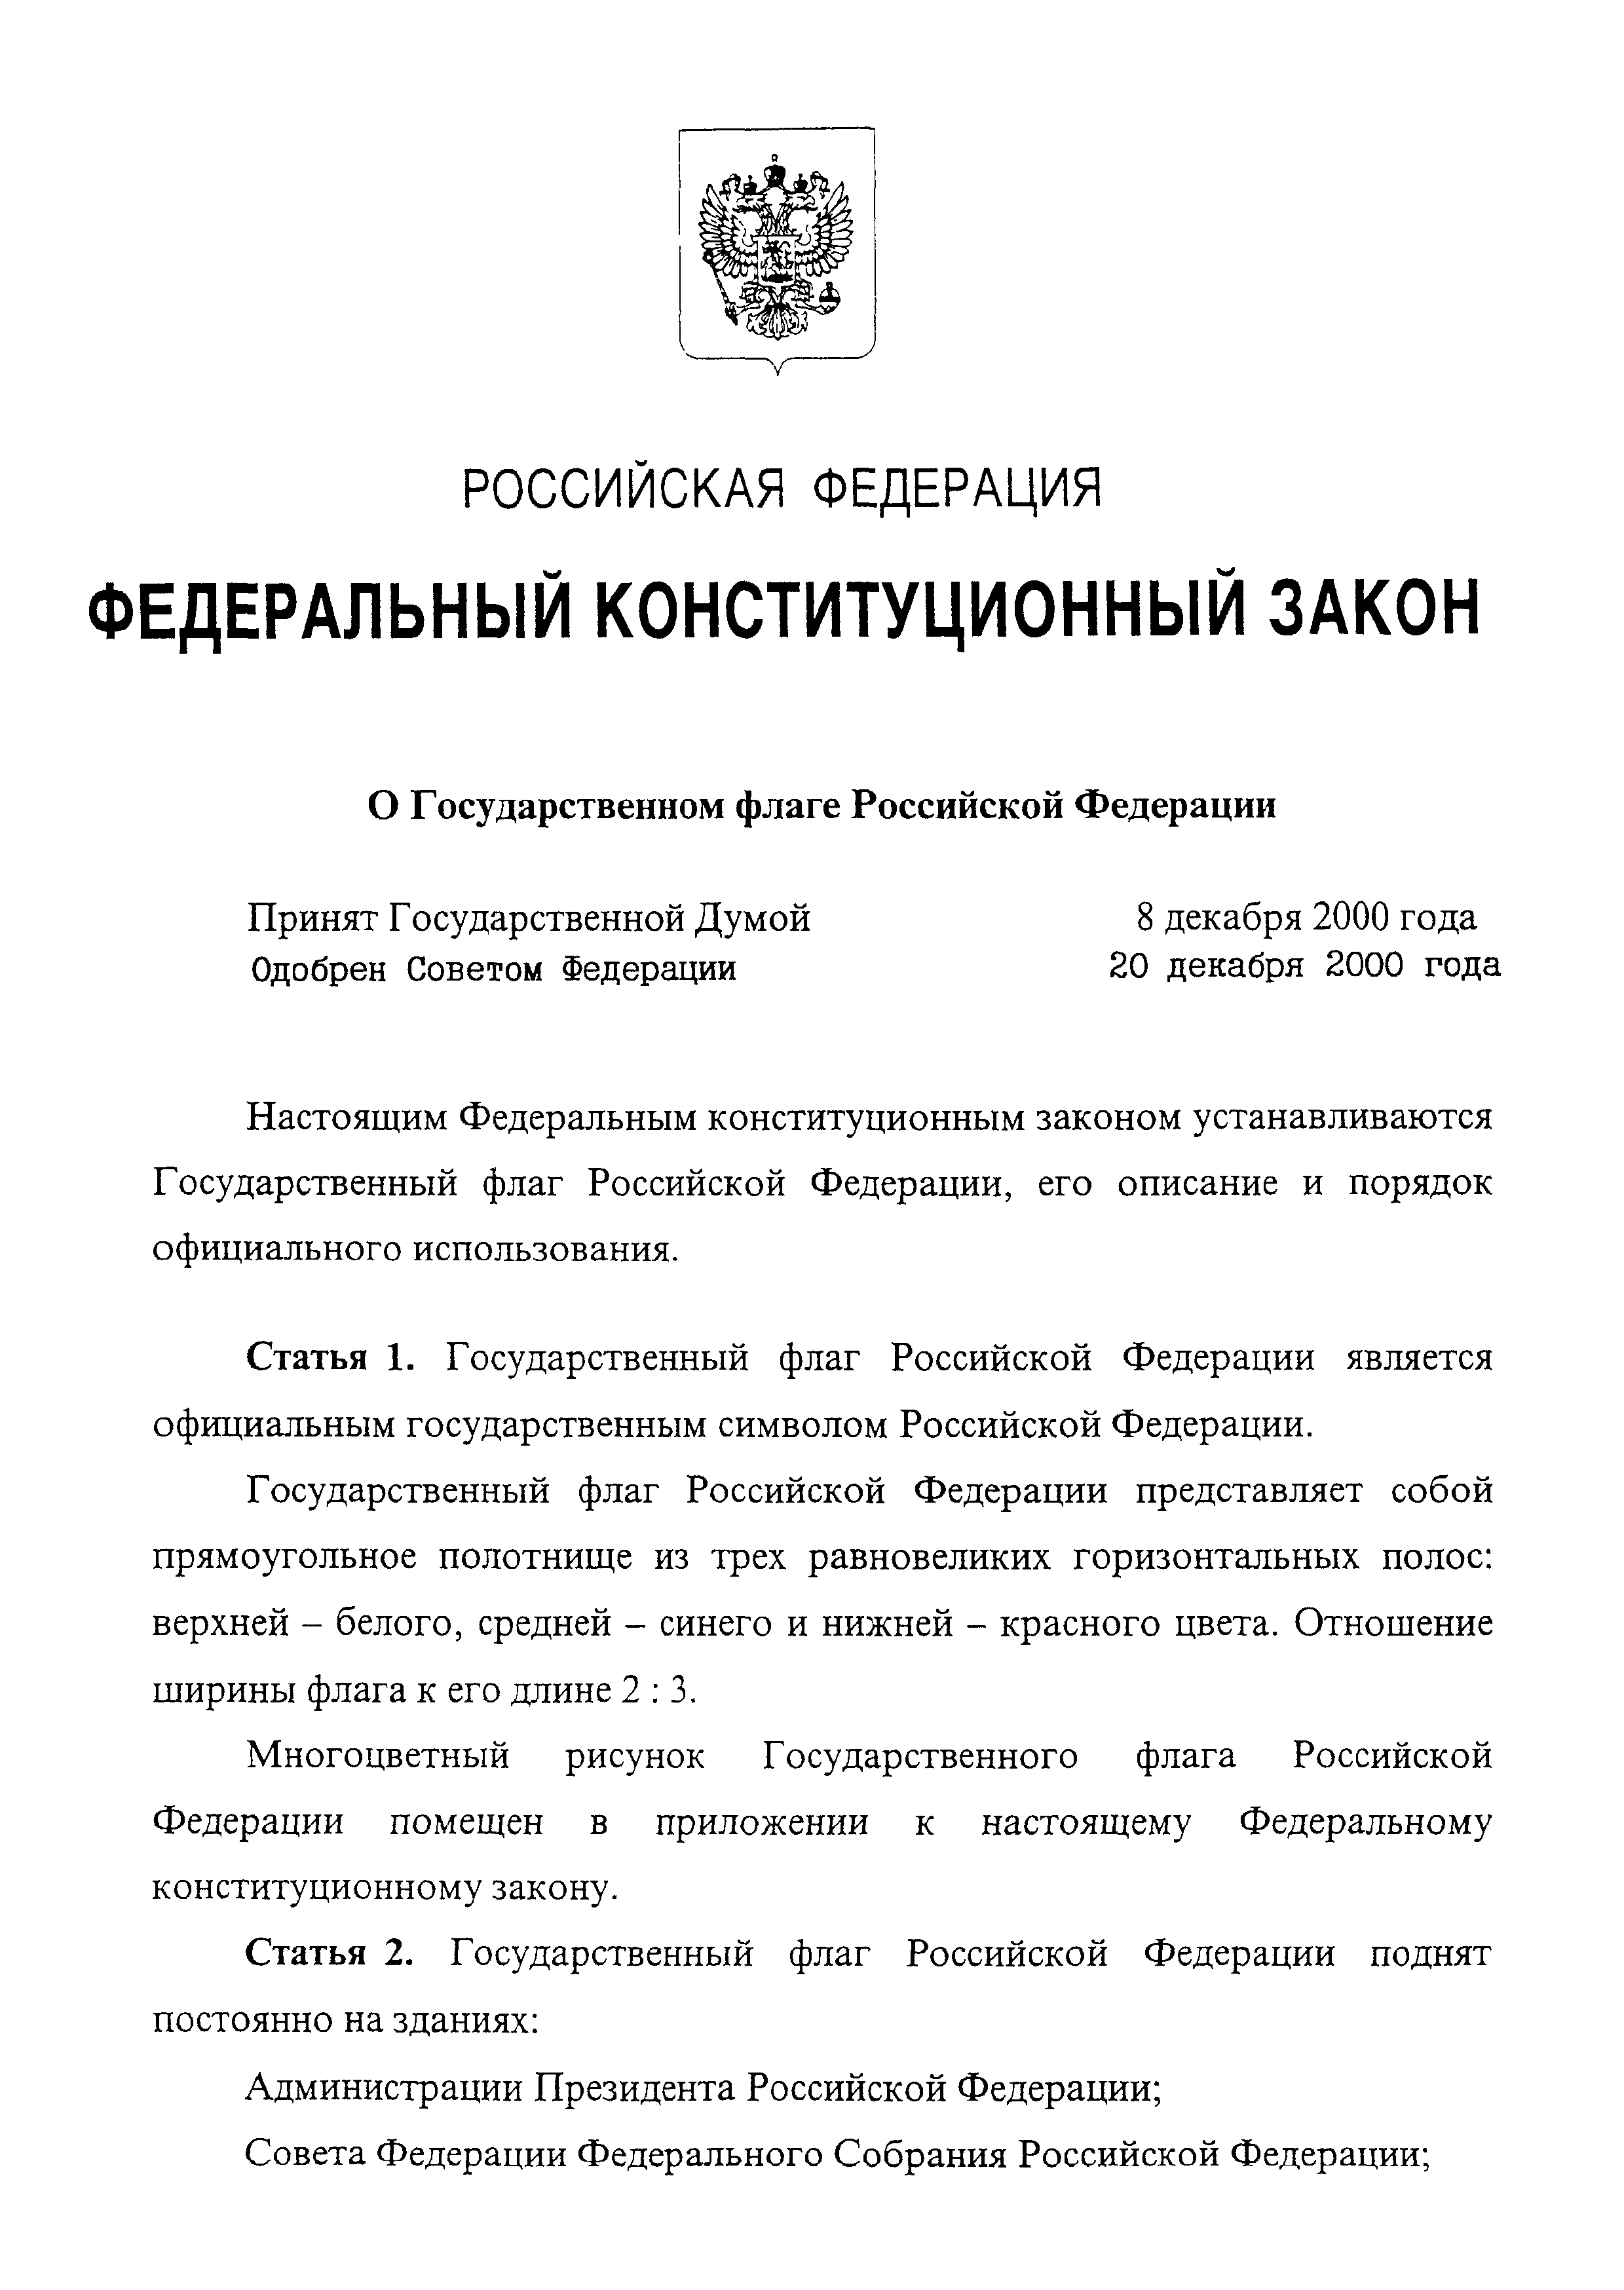 РОССИЙСКАЯ ФЕДЕРАЦИЯ
ФЕДЕРАЛЬНЫЙ КОНСТИТУЦИОННЫЙ ЗАКОН
О Государственном флаге Российской Федерации
Принят Государственной Думой 8 декабря 2000 года
Одобрен Советом Федерации 20 декабря 2000 года
Настоящим Федеральным конституционным законом устанавливаются
Государственный флаг Российской Федерации, его описание и порядок
официального использования.
Статья 1. Государственный флаг Российской Федерации является
официальным государственным символом Российской Федерации.
Государственный флаг Российской Федерации представляет собой
прямоугольное полотнище из трех равновеликих горизонтальных полос:
верхней – белого, средней – синего и нижней – красного цвета. Отношение
ширины флага к его длине 2 : 3.
Многоцветный рисунок Государственного флага Российской
Федерации помещен в приложении к настоящему Федеральному
конституционному закону.
Статья 2. Государственный флаг Российской Федерации поднят
постоянно на зданиях:
Администрации Президента Российской Федерации;
Совета Федерации Федерального Собрания Российской Федерации;